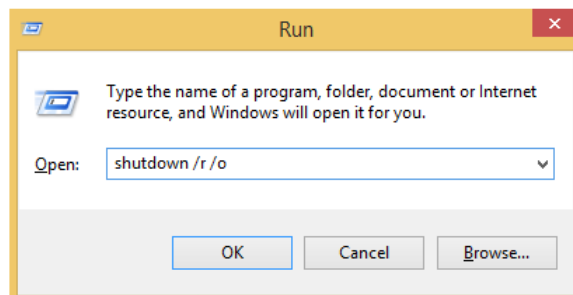 Run
Type the name of a program, folder, document or Internet
resource, and Windows will open it for you.
Open: shutdown /r /o
OK Cancel Browse...